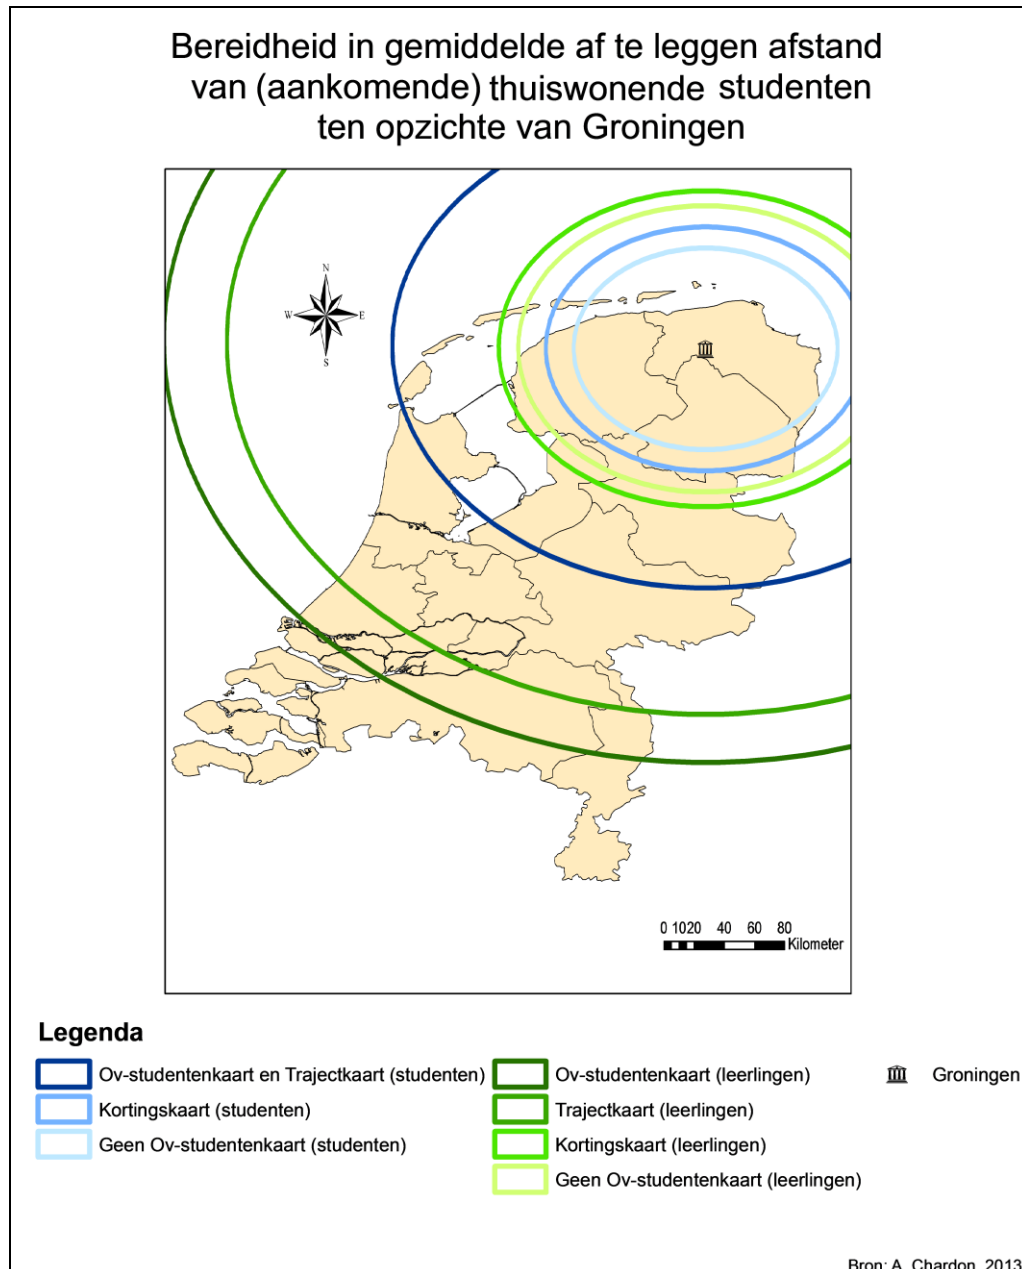 Bereidheid in gemiddelde af te leggen afstand
van (aankomende) thuiswonende studenten
ten opzichte van Groningen
N
W E
S
0 1020 40 60 80
Kilometer
Legenda
Ov-studentenkaart en Trajectkaart (studenten)
Kortingskaart (studenten)
Geen Ov-studentenkaart (studenten)
Ov-studentenkaart (leerlingen)
Trajectkaart (leerlingen)
Kortingskaart (leerlingen)
Geen Ov-studentenkaart (leerlingen)
Groningen
Bron: A. Chardon, 2013